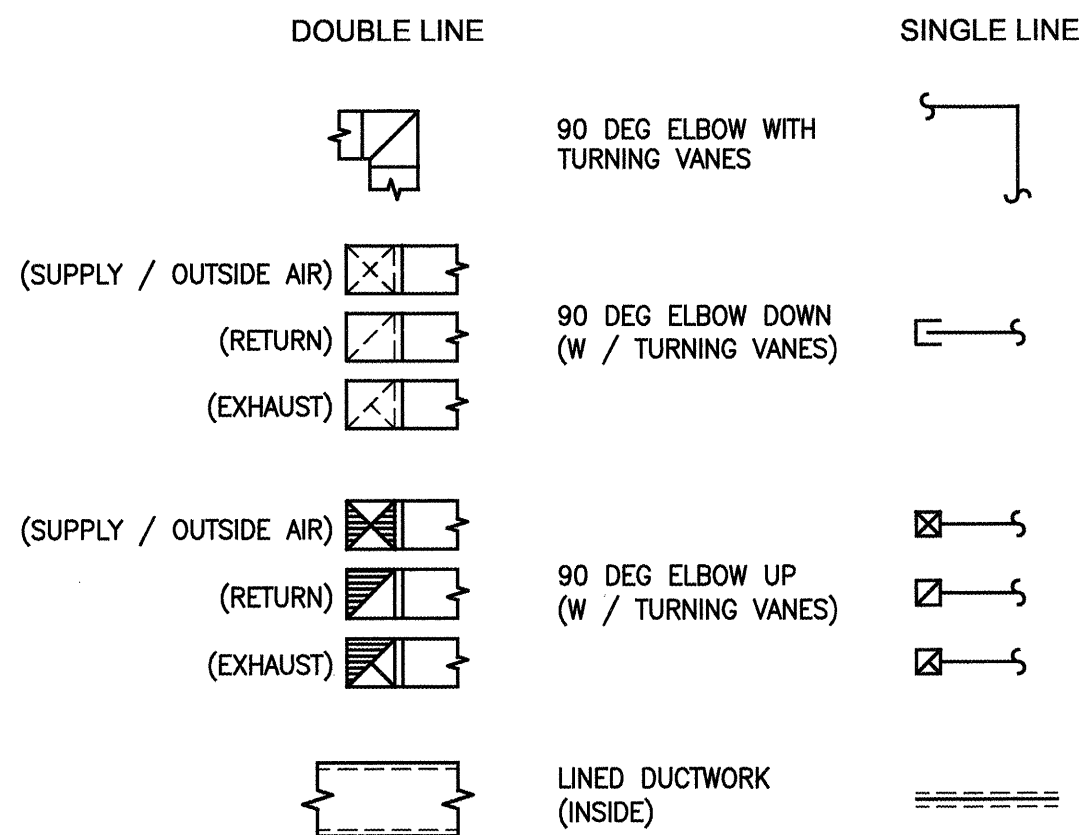 DOUBLE LINE
SINGLE LINE
90 DEG ELBOW WITH
TURNING VANES
(SUPPLY / OUTSIDE AIR)
(RETURN)
(EXHAUST)
90 DEG ELBOW DOWN
(W / TURNING VANES)
(SUPPLY / OUTSIDE AIR)
(RETURN)
(EXHAUST)
90 DEG ELBOW UP
(W / TURNING VANES)
LINED DUCTWORK
(INSIDE)